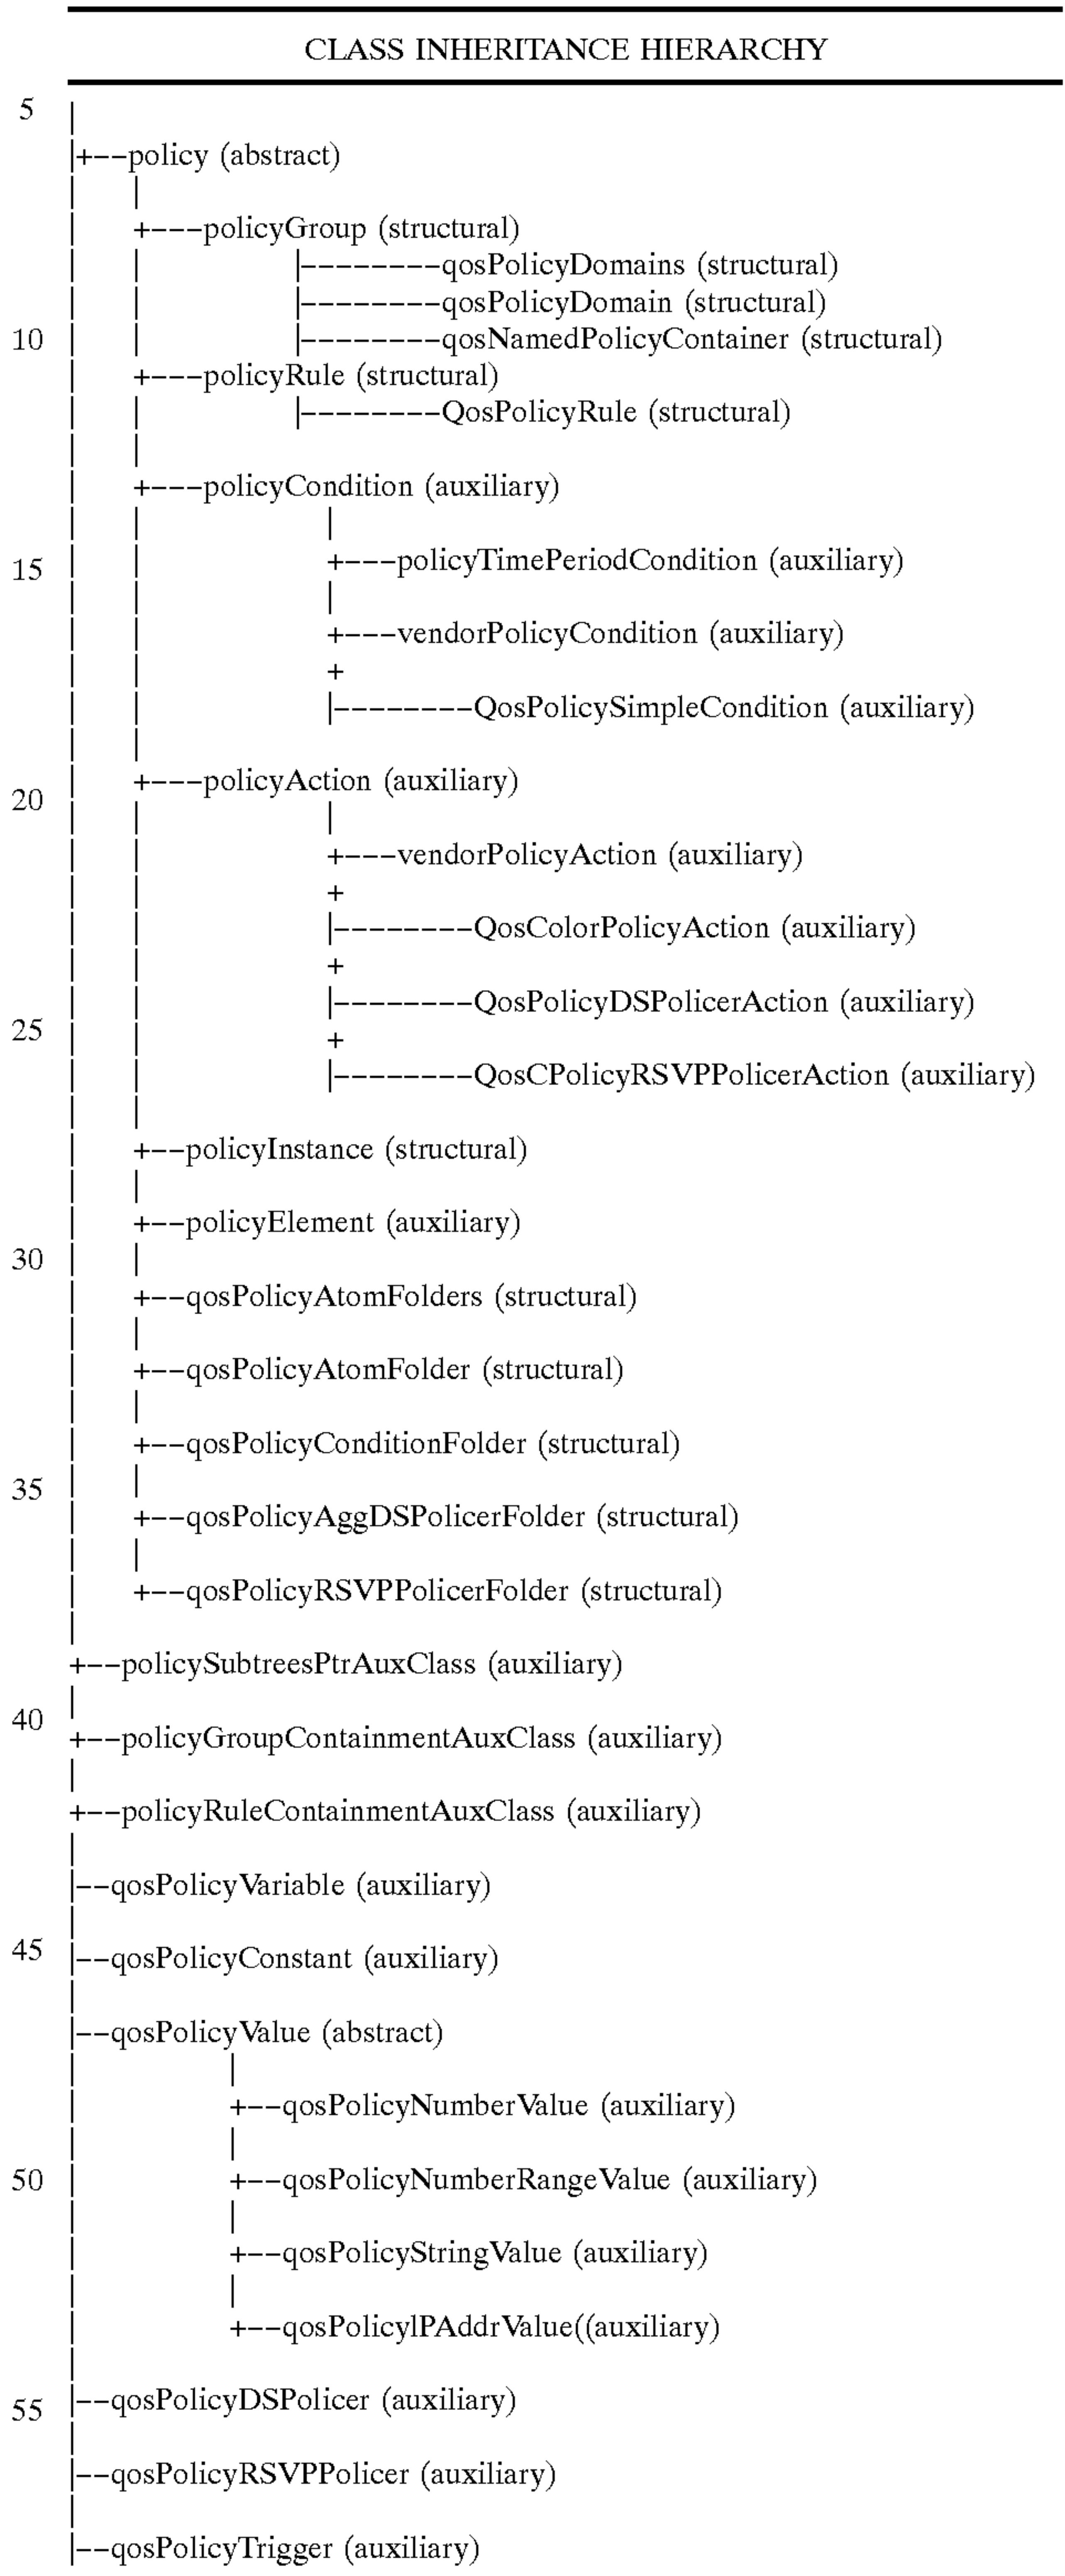 CLASS INHERITANCE HIERARCHY
5 |
|+--policy (abstract)
| |
| +---policyGroup (structural)
| | |--------qosPolicyDomains (structural)
| | |--------qosPolicyDomain (structural)
10 | | |--------qosNamedPolicyContainer (structural)
| +---policyRule (structural)
| | |--------QosPolicyRule (structural)
| |
| +---policyCondition (auxiliary)
| | |
15 | | +---policyTimePeriodCondition (auxiliary)
| | |
| | +---vendorPolicyCondition (auxiliary)
| | +
| | |--------QosPolicySimpleCondition (auxiliary)
| |
| +---policyAction (auxiliary)
20 | | |
| | +---vendorPolicyAction (auxiliary)
| | +
| | |--------QosColorPolicyAction (auxiliary)
| | +
| | |--------QosPolicyDSPolicerAction (auxiliary)
25 | | +
| | |--------QosCPolicyRSVPPolicerAction (auxiliary)
| |
| +--policyInstance (structural)
| |
| +--policyElement (auxiliary)
30 | |
| +--qosPolicyAtomFolders (structural)
| |
| +--qosPolicyAtomFolder (structural)
| |
| +--qosPolicyConditionFolder (structural)
35 | |
| +--qosPolicyAggDSPolicerFolder (structural)
| |
| +--qosPolicyRSVPPolicerFolder (structural)
|
+--policySubtreesPtrAuxClass (auxiliary)
40 |
+--policyGroupContainmentAuxClass (auxiliary)
|
+--policyRuleContainmentAuxClass (auxiliary)
|
|--qosPolicyVariable (auxiliary)
|
45 |--qosPolicyConstant (auxiliary)
|
|--qosPolicyValue (abstract)
| |
| +--qosPolicyNumberValue (auxiliary)
| |
50 | +--qosPolicyNumberRangeValue (auxiliary)
| |
| +--qosPolicyStringValue (auxiliary)
| |
| +--qosPolicylPAddrValue((auxiliary)
|
55 |--qosPolicyDSPolicer (auxiliary)
|
|--qosPolicyRSVPPolicer (auxiliary)
|
|--qosPolicyTrigger (auxiliary)